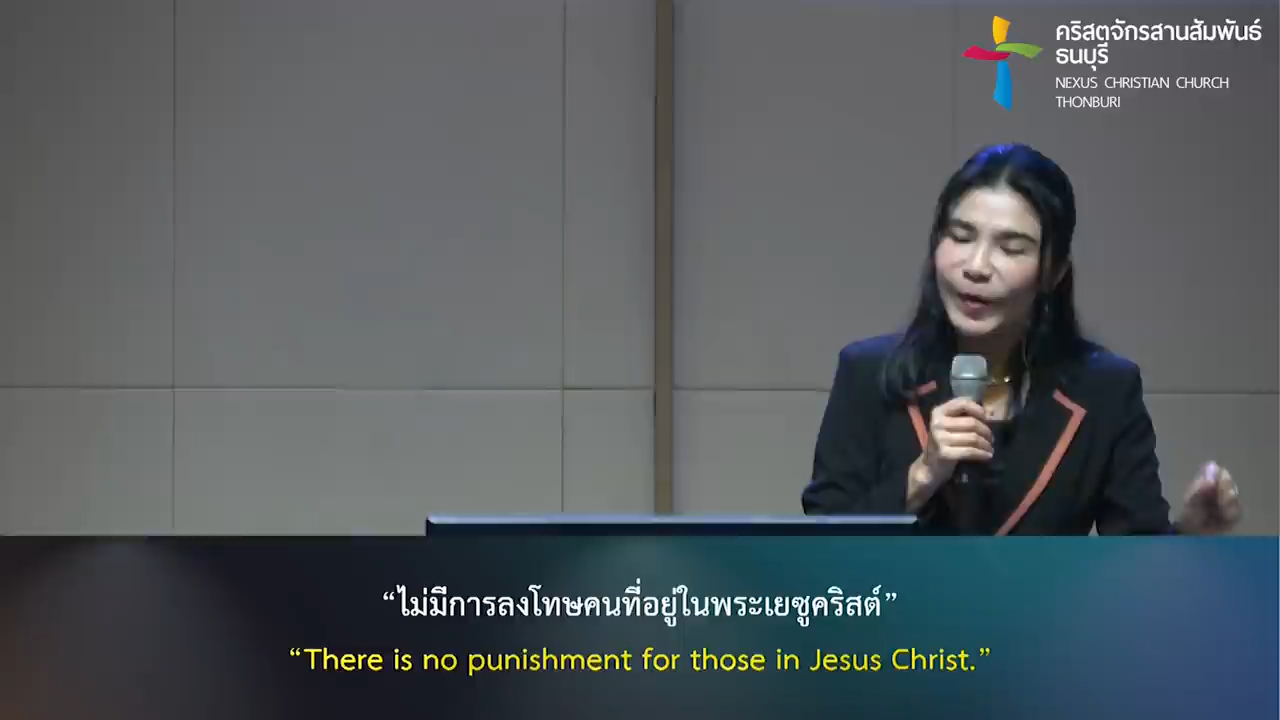 คริสตจักรสานสัมพันธ์
ธนบุรี
NEXUS CHRISTIAN CHURCH
THONBURI
“ไม่มีการลงโทษคนที่อยู่ในพระเยซูคริสต์”
“There is no punishment for those in Jesus Christ.”